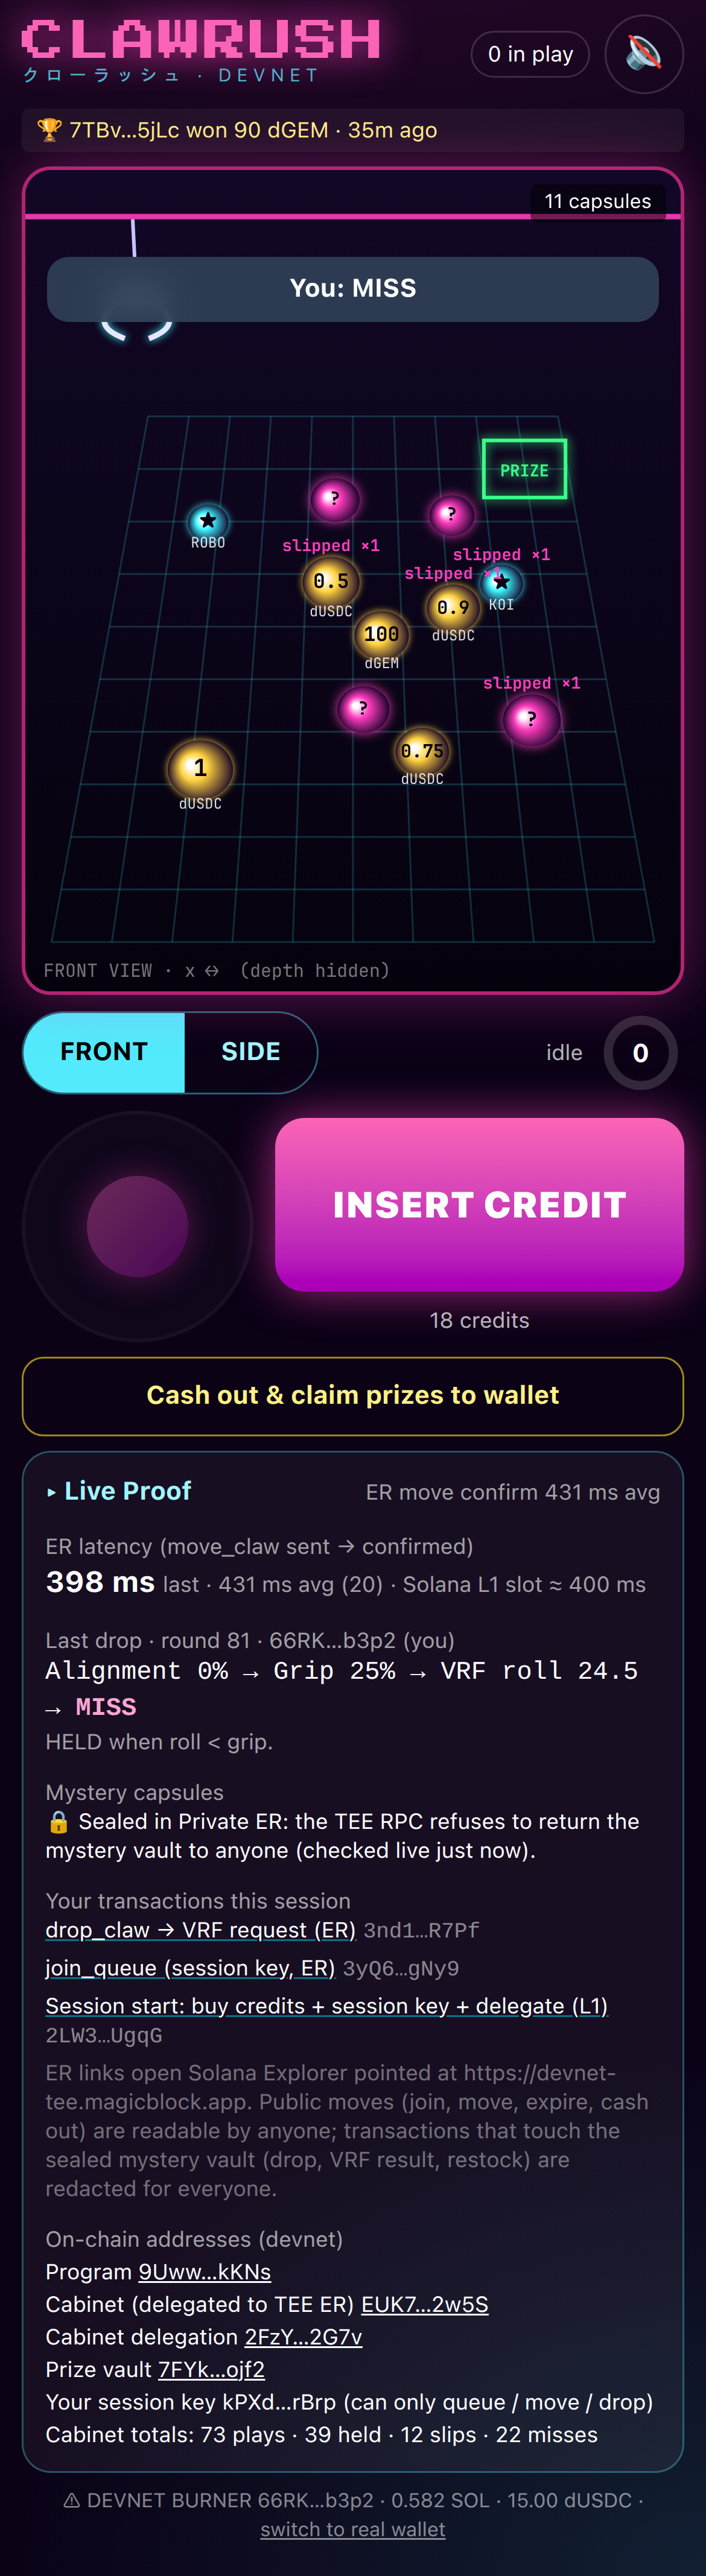 CLAWRUSH
クローラッシュ · DEVNET
0 in play
🏆 7TBv…5jLc won 90 dGEM · 35m ago
11 capsules
You: MISS
PRIZE
?
?
★
ROBO
slipped ×1
slipped ×1
slipped ×1
★
KOI
0.5
dUSDC
0.9
dUSDC
100
dGEM
slipped ×1
?
?
0.75
dUSDC
1
dUSDC
FRONT VIEW · x ↔ (depth hidden)
FRONT
SIDE
idle
0
INSERT CREDIT
18 credits
Cash out & claim prizes to wallet
▸ Live Proof
ER move confirm 431 ms avg
ER latency (move_claw sent → confirmed)
398 ms last · 431 ms avg (20) · Solana L1 slot ≈ 400 ms
Last drop · round 81 · 66RK…b3p2 (you)
Alignment 0% → Grip 25% → VRF roll 24.5
→ MISS
HELD when roll < grip.
Mystery capsules
🔒 Sealed in Private ER: the TEE RPC refuses to return the
mystery vault to anyone (checked live just now).
Your transactions this session
drop_claw → VRF request (ER) 3nd1…R7Pf
join_queue (session key, ER) 3yQ6…gNy9
Session start: buy credits + session key + delegate (L1)
2LW3…UgqG
ER links open Solana Explorer pointed at https://devnet-
tee.magicblock.app. Public moves (join, move, expire, cash
out) are readable by anyone; transactions that touch the
sealed mystery vault (drop, VRF result, restock) are
redacted for everyone.
On-chain addresses (devnet)
Program 9Uww…kKNs
Cabinet (delegated to TEE ER) EUK7…2w5S
Cabinet delegation 2FzY…2G7v
Prize vault 7FYk…ojf2
Your session key kPXd…rBrp (can only queue / move / drop)
Cabinet totals: 73 plays · 39 held · 12 slips · 22 misses
⚠ DEVNET BURNER 66RK…b3p2 · 0.582 SOL · 15.00 dUSDC ·
switch to real wallet